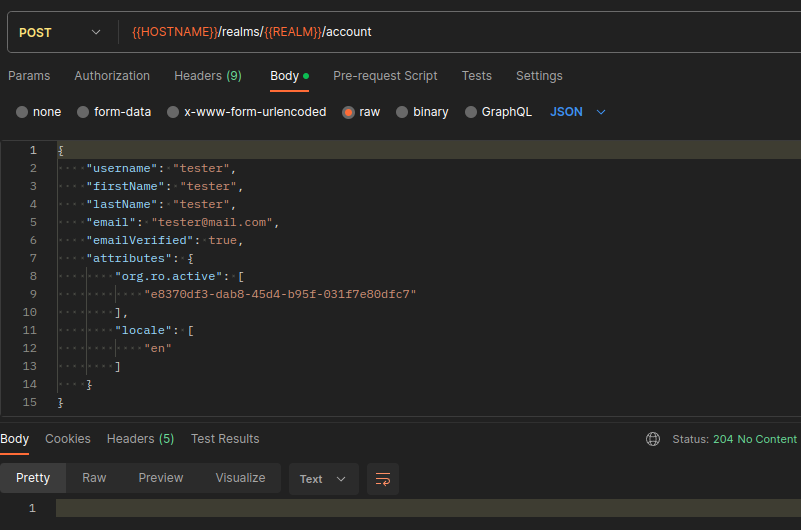 POST {{HOSTNAME}}/realms/{{REALM}}/account
Params Authorization Headers (9) Body Pre-request Script Tests Settings
none form-data x-www-form-urlencoded raw binary GraphQL JSON
1 {
2 "username": "tester",
3 "firstName": "tester",
4 "lastName": "tester",
5 "email": "tester@mail.com",
6 "emailVerified": true,
7 "attributes": {
8 "org.ro.active": [
9 "e8370df3-dab8-45d4-b95f-031f7e80dfc7"
10 ],
11 "locale": [
12 "en"
13 ]
14 }
15 }
Body Cookies Headers (5) Test Results Status: 204 No Content
Pretty Raw Preview Visualize Text
1